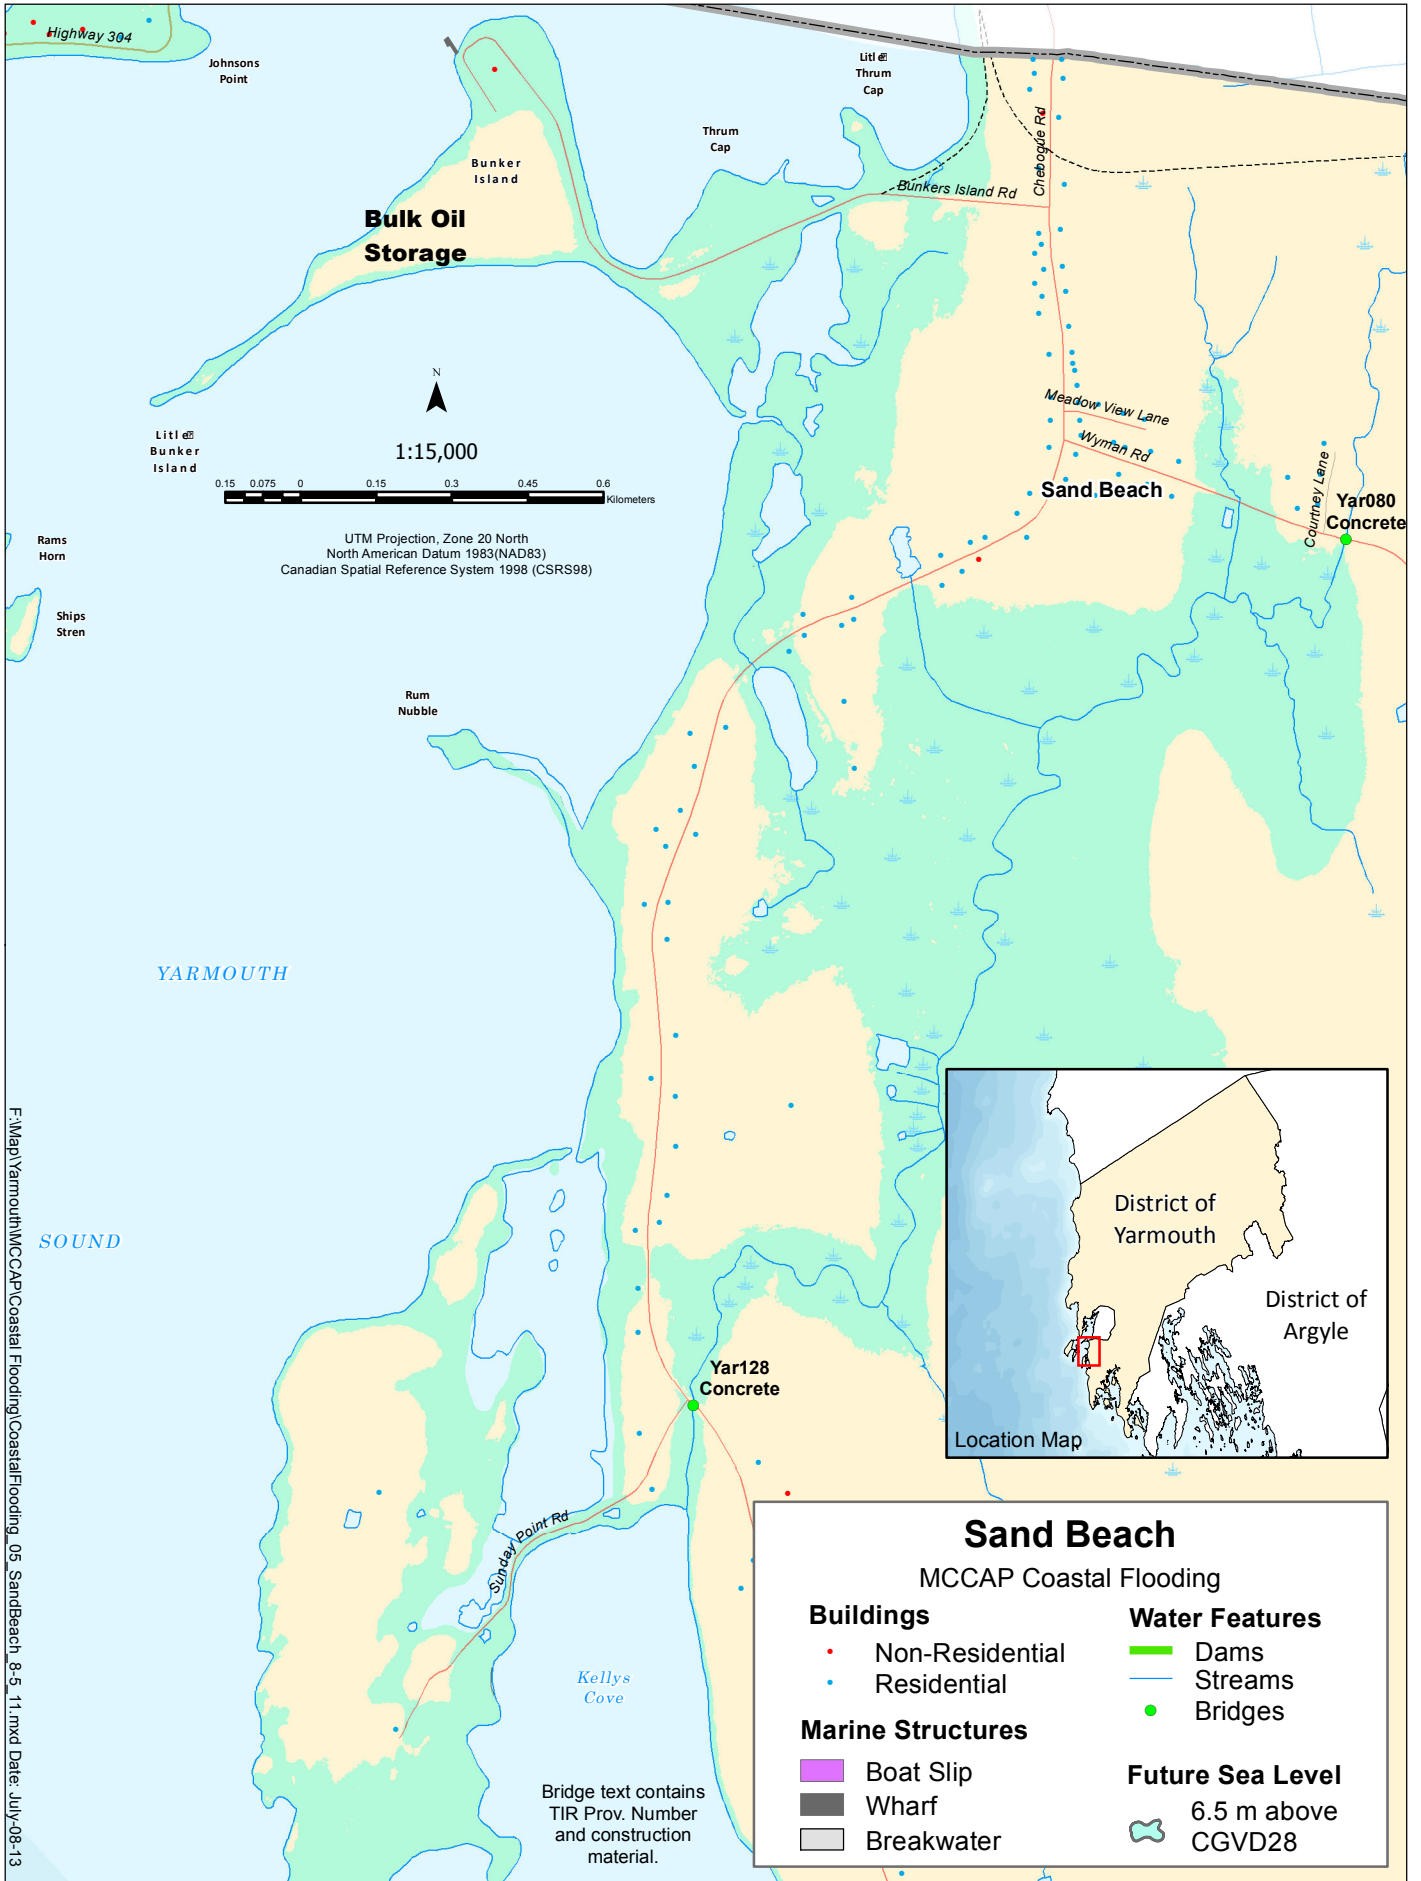 Highway 304
Johnsons
Point
Litle
Thrum
Cap
Thrum
Cap
Chebogue Rd
Bunker
Island
Bunkers Island Rd
Bulk Oil
Storage
N
1:15,000
0.15 0.075 0 0.15 0.3 0.45 0.6
Kilometers
UTM Projection, Zone 20 North
North American Datum 1983(NAD83)
Canadian Spatial Reference System 1998 (CSRS98)
Litle
Bunker
Island
Meadow View Lane
Wyman Rd
Sand Beach
Courtney Lane
Yar080
Concrete
Rams
Horn
Ships
Stren
Rum
Nubble
YARMOUTH
SOUND
District of
Yarmouth
District of
Argyle
Location Map
Yar128
Concrete
Sunday Point Rd
Kellys
Cove
Bridge text contains
TIR Prov. Number
and construction
material.
Sand Beach
MCCAP Coastal Flooding
Buildings
Non-Residential
Residential
Marine Structures
Boat Slip
Wharf
Breakwater
Water Features
Dams
Streams
Bridges
Future Sea Level
6.5 m above
CGVD28
F:\Map\Yarmouth\MCCAP\Coastal Flooding\CoastalFlooding_05_SandBeach_8-5_11.mxd Date: July-08-13